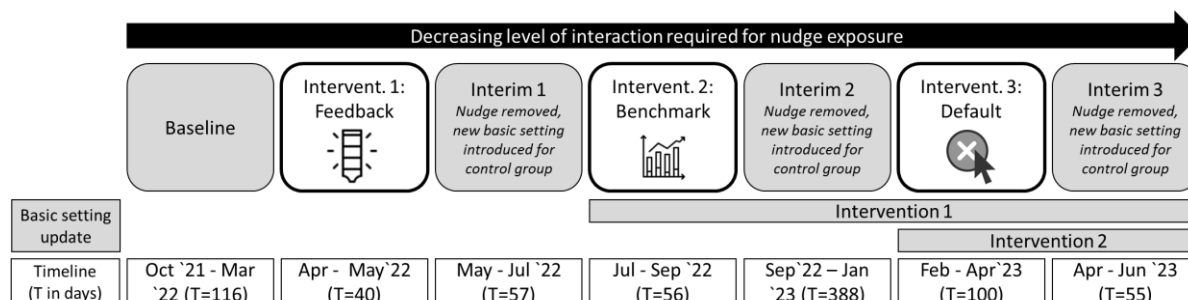 Decreasing level of interaction required for nudge exposure
Baseline
Intervent. 1:
Feedback
Interim 1
Nudge removed,
new basic setting
introduced for
control group
Intervent. 2:
Benchmark
Interim 2
Nudge removed,
new basic setting
introduced for
control group
Intervent. 3:
Default
Interim 3
Nudge removed,
new basic setting
introduced for
control group
Basic setting
update
Intervention 1
Intervention 2
Timeline
(T in days)
Oct `21 - Mar
`22 (T=116)
Apr - May`22
(T=40)
May - Jul `22
(T=57)
Jul - Sep `22
(T=56)
Sep`22 – Jan
`23 (T=388)
Feb - Apr`23
(T=100)
Apr - Jun `23
(T=55)